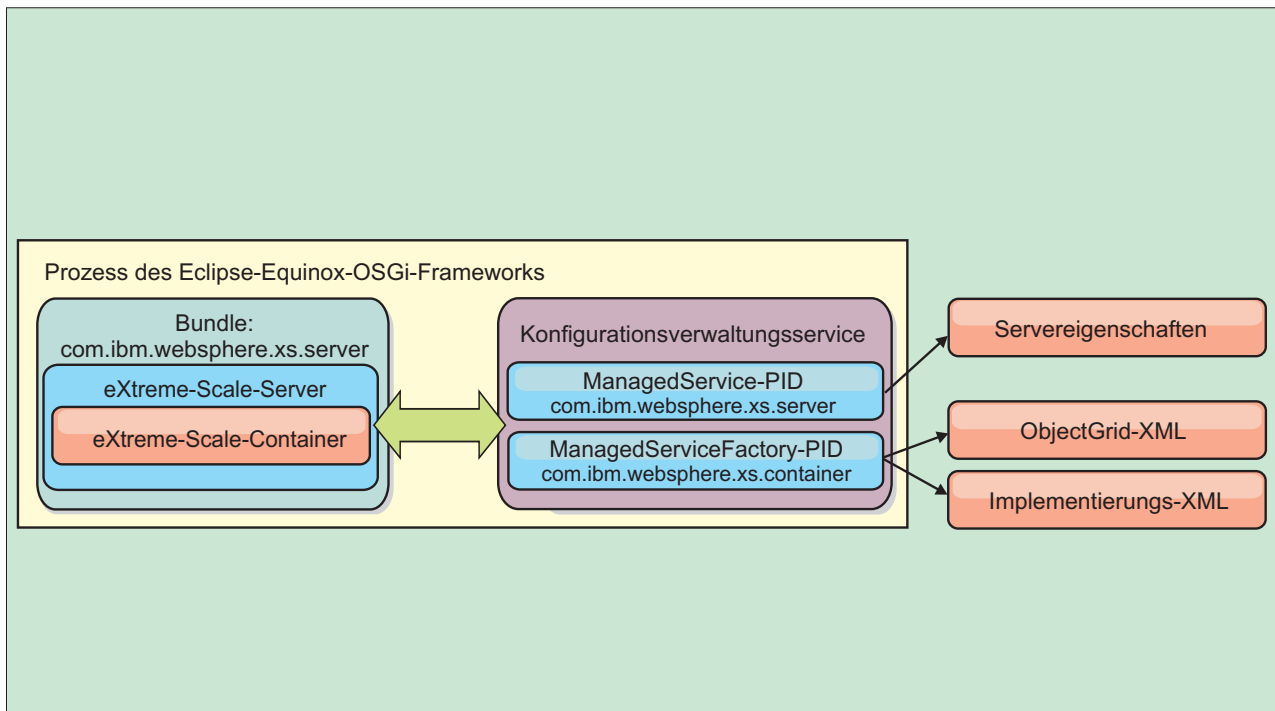 Prozess des Eclipse-Equinox-OSGi-Frameworks
Bundle:
com.ibm.websphere.xs.server
eXtreme-Scale-Server
eXtreme-Scale-Container
Konfigurationsverwaltungsservice
ManagedService-PID
com.ibm.websphere.xs.server
ManagedServiceFactory-PID
com.ibm.websphere.xs.container
Servereigenschaften
ObjectGrid-XML
Implementierungs-XML